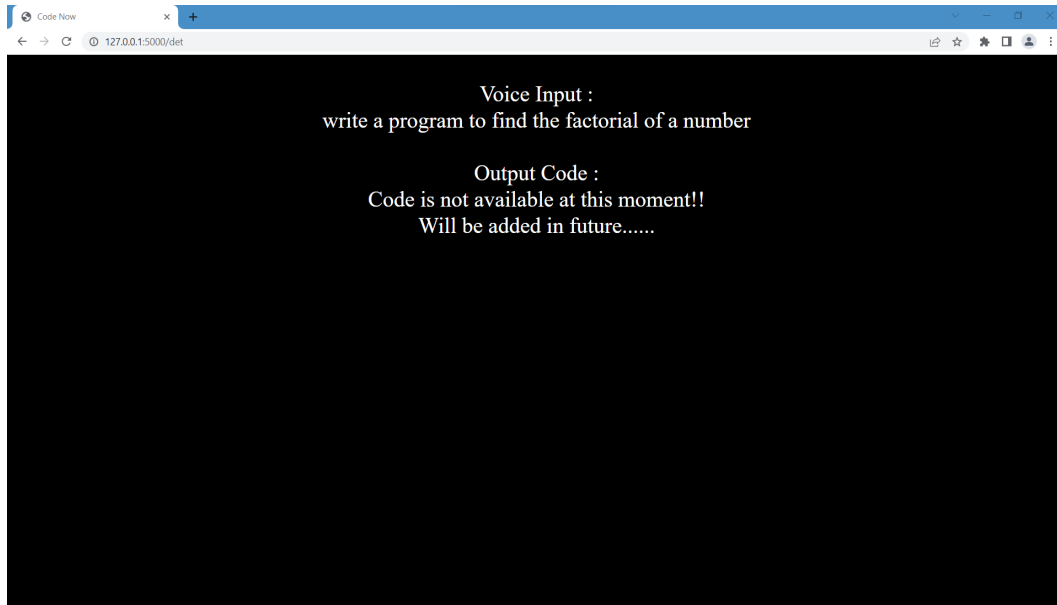 Code Now
127.0.0.1:5000/det
Voice Input :
write a program to find the factorial of a number
Output Code :
Code is not available at this moment!!
Will be added in future......